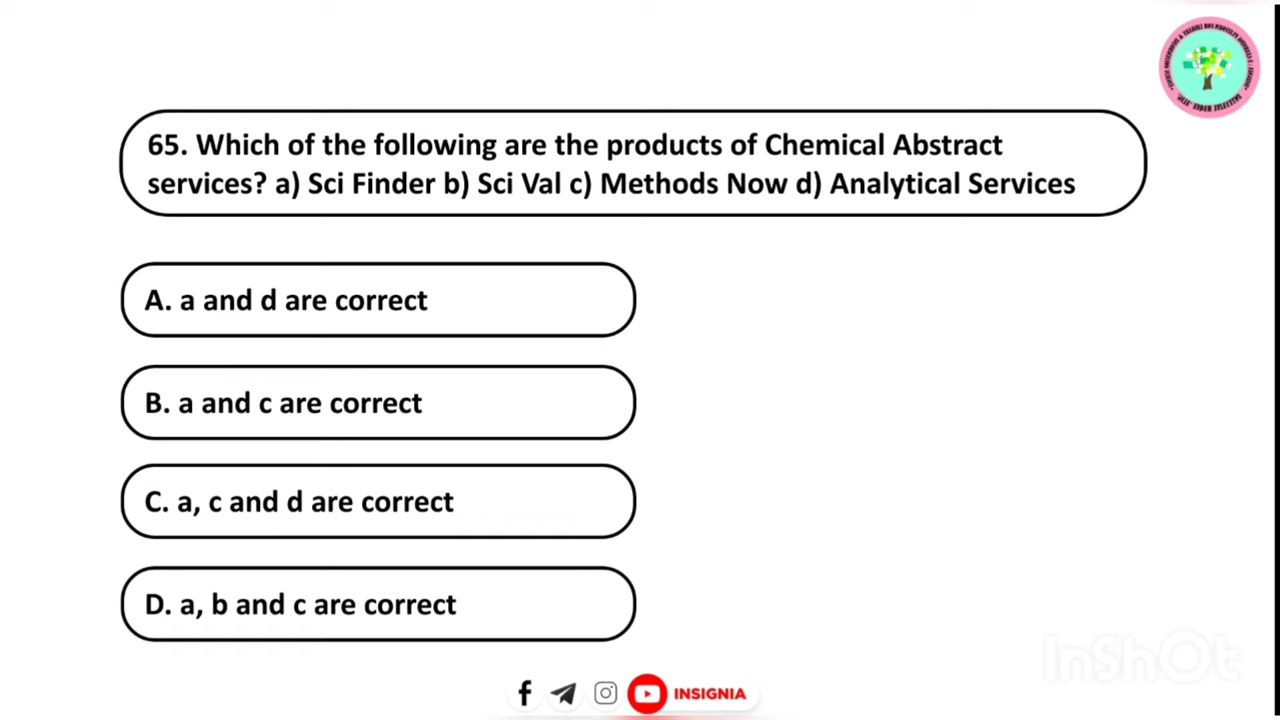 65. Which of the following are the products of Chemical Abstract
services? a) Sci Finder b) Sci Val c) Methods Now d) Analytical Services
A. a and d are correct
B. a and c are correct
C. a, c and d are correct
D. a, b and c are correct
InShOt
INSIGNIA